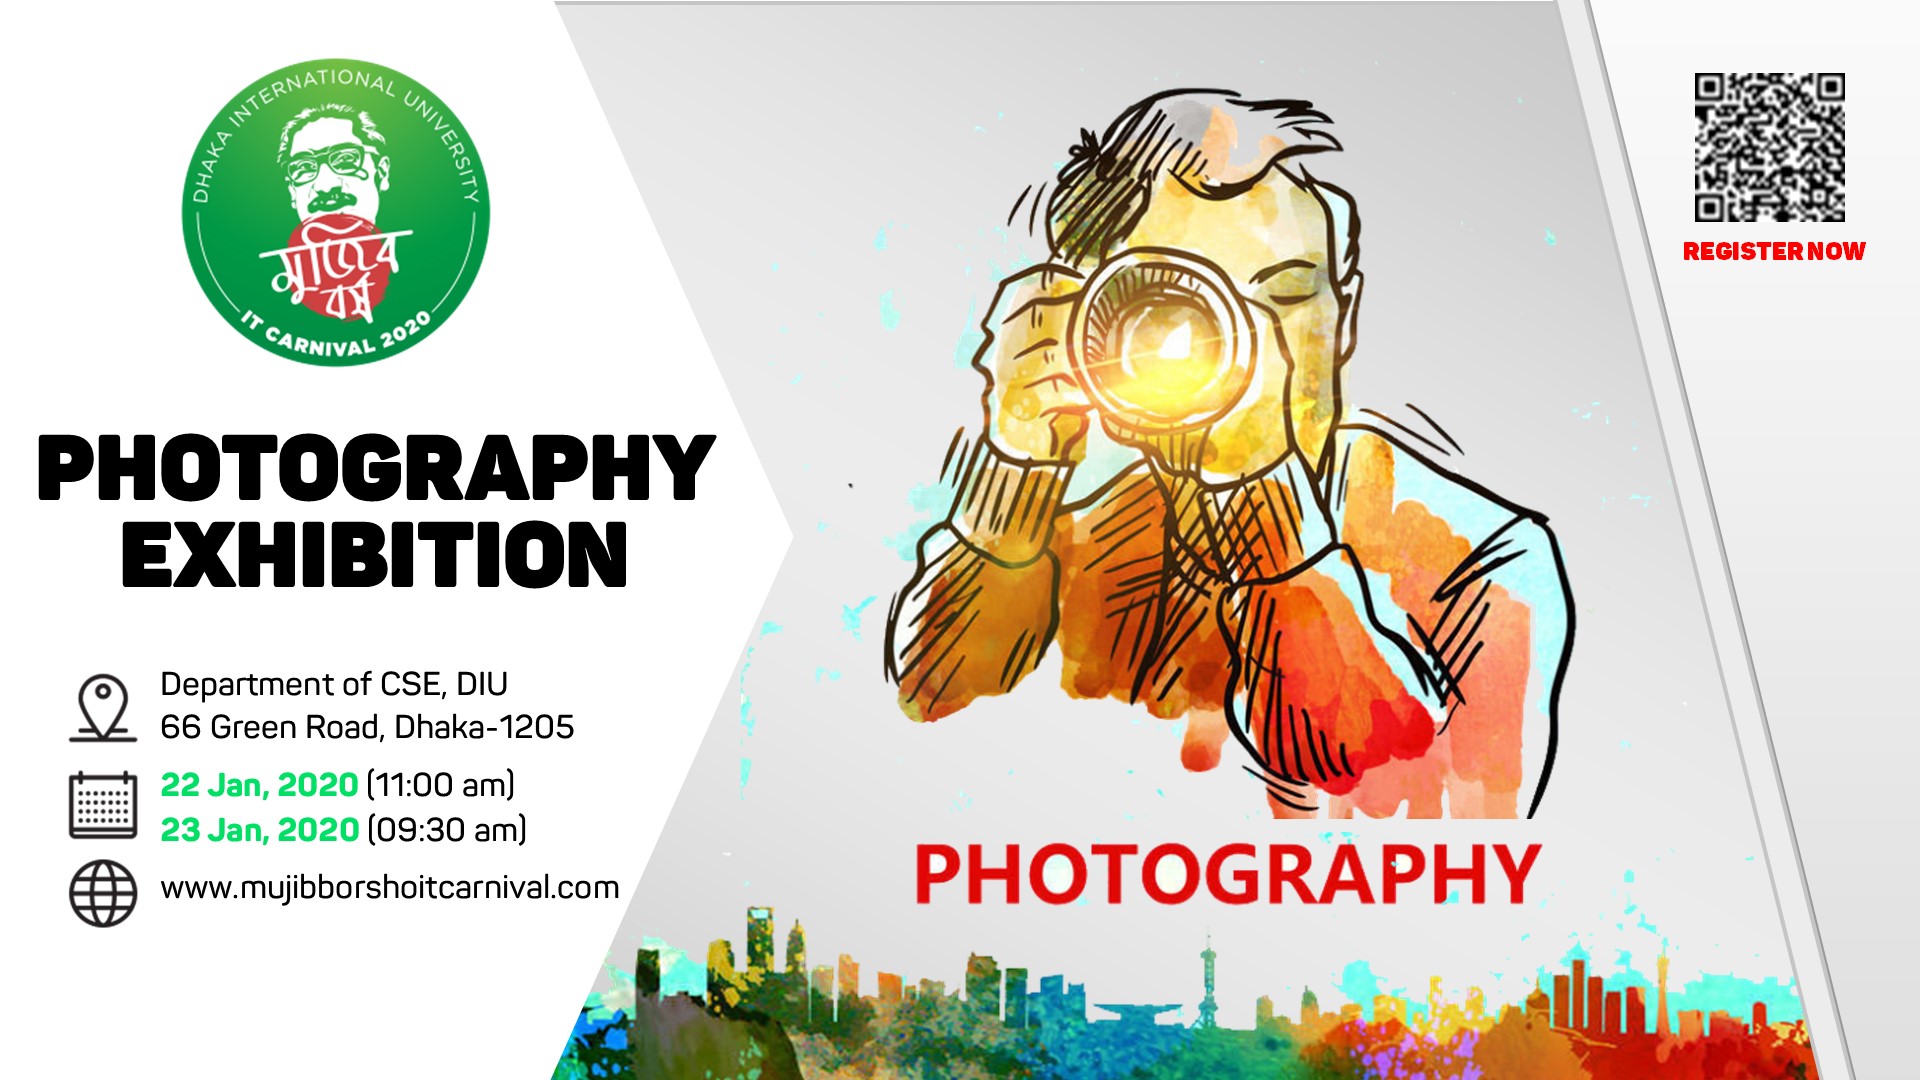 DHAKA INTERNATIONAL UNIVERSITY
মুজিব
বর্ষ
IT CARNIVAL 2020
PHOTOGRAPHY
EXHIBITION
Department of CSE, DIU
66 Green Road, Dhaka-1205
22 Jan, 2020 (11:00 am)
23 Jan, 2020 (09:30 am)
www.mujibborshoitcarnival.com
PHOTOGRAPHY
REGISTER NOW